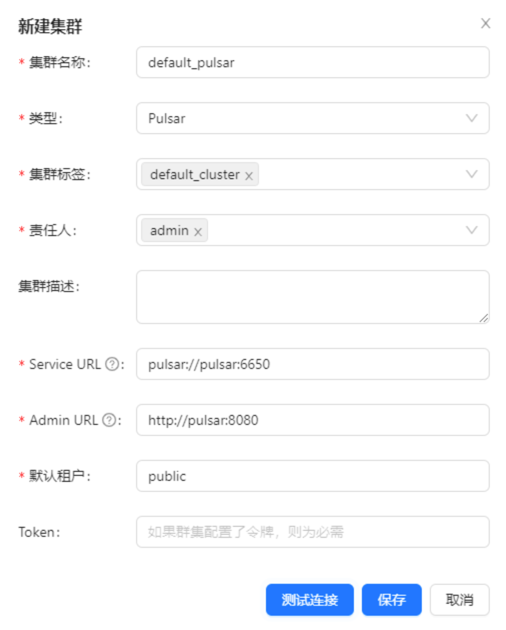 新建集群
* 集群名称: default_pulsar
* 类型: Pulsar
* 集群标签: default_cluster x
* 责任人: admin x
集群描述:
* Service URL ?: pulsar://pulsar:6650
* Admin URL ?: http://pulsar:8080
* 默认租户: public
Token: 如果群集配置了令牌，则为必需
测试连接 保存 取消